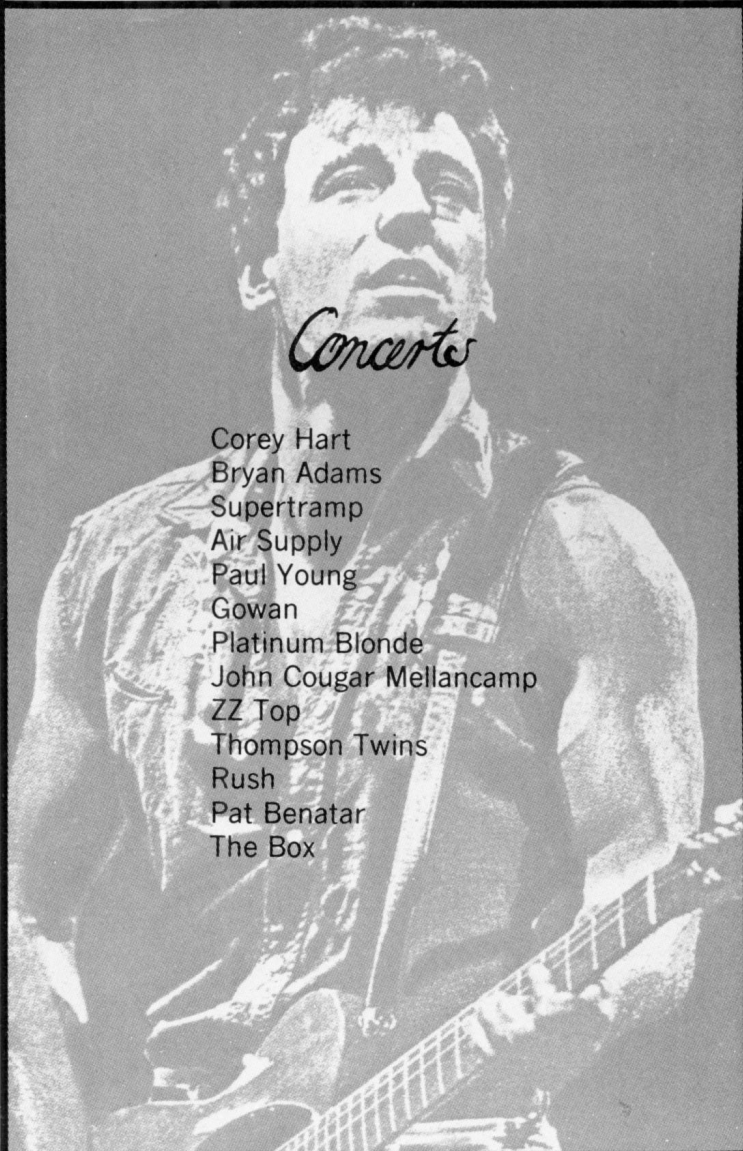 Concerts
Corey Hart
Bryan Adams
Supertramp
Air Supply
Paul Young
Gowan
Platinum Blonde
John Cougar Mellancamp
ZZ Top
Thompson Twins
Rush
Pat Benatar
The Box